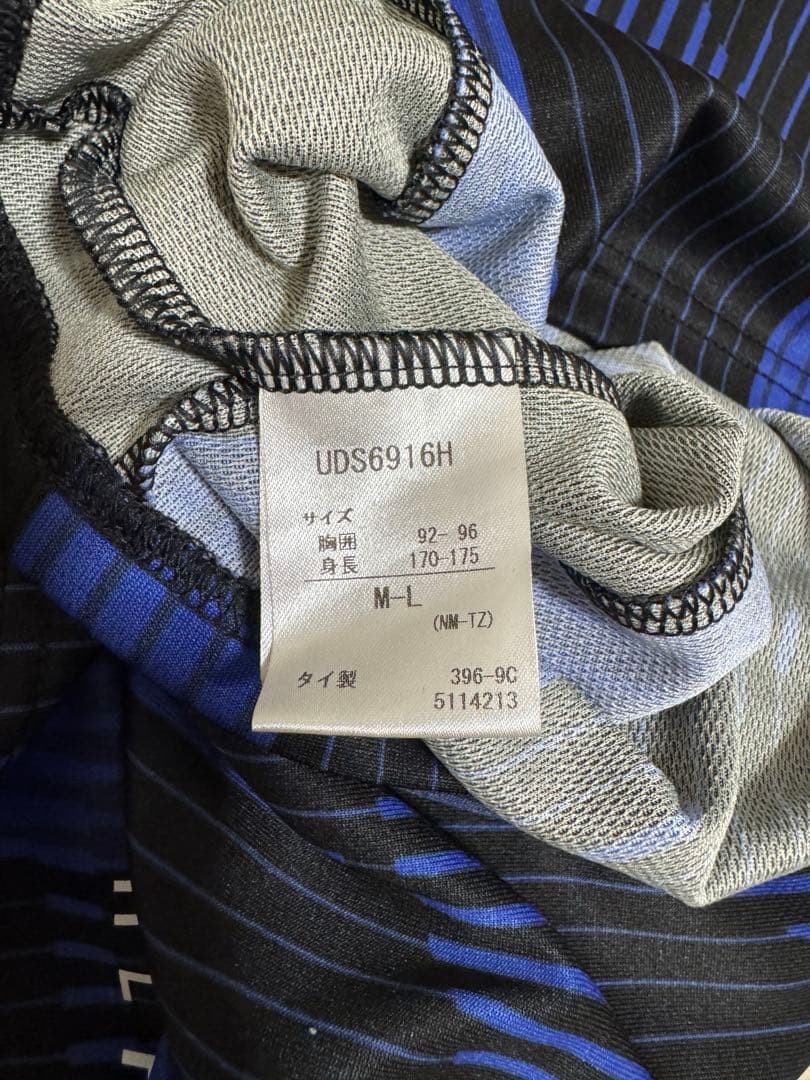 UDS6916H
サイズ
胸囲 92- 96
身長 170-175
M-L
(NM-TZ)
タイ製 396-9C
5114213